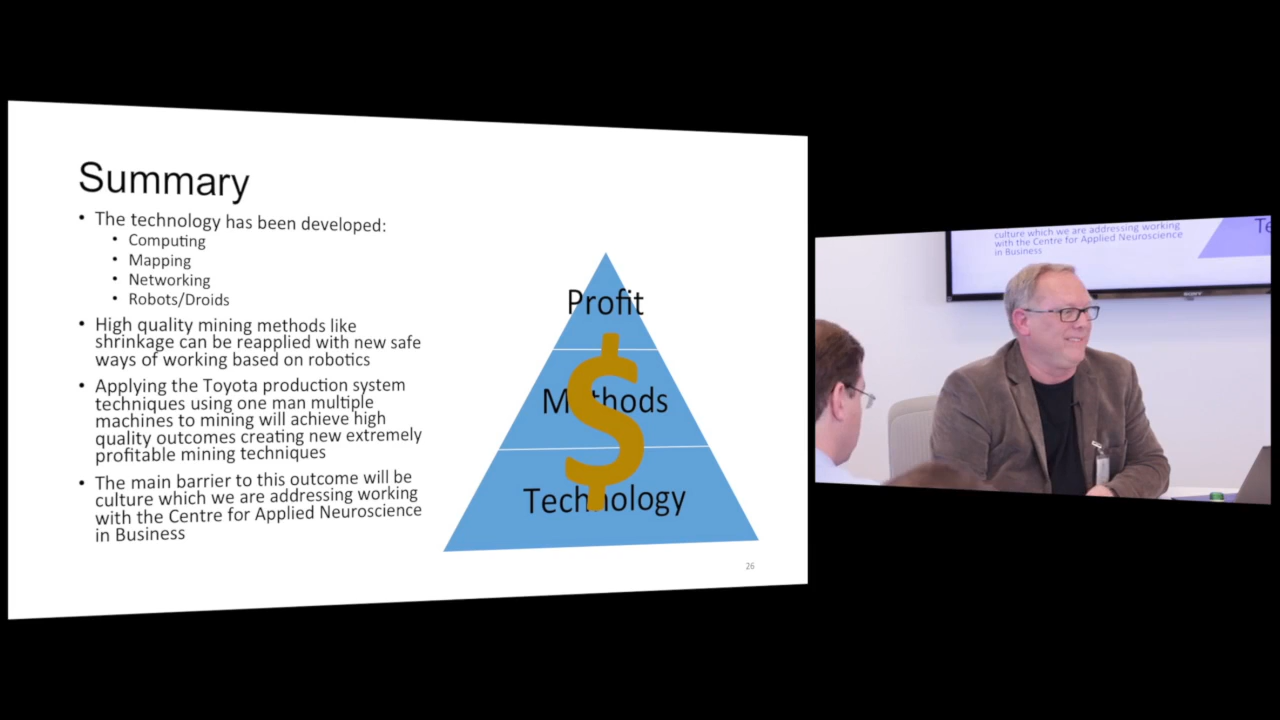 Summary
• The technology has been developed:
• Computing
• Mapping
• Networking
• Robots/Droids
• High quality mining methods like
shrinkage can be reapplied with new safe
ways of working based on robotics
• Applying the Toyota production system
techniques using one man multiple
machines to mining will achieve high
quality outcomes creating new extremely
profitable mining techniques
• The main barrier to this outcome will be
culture which we are addressing working
with the Centre for Applied Neuroscience
in Business
Profit
Methods
$
Technology
26
culture which we are addressing working
with the Centre for Applied Neuroscience
in Business
Te
SONY